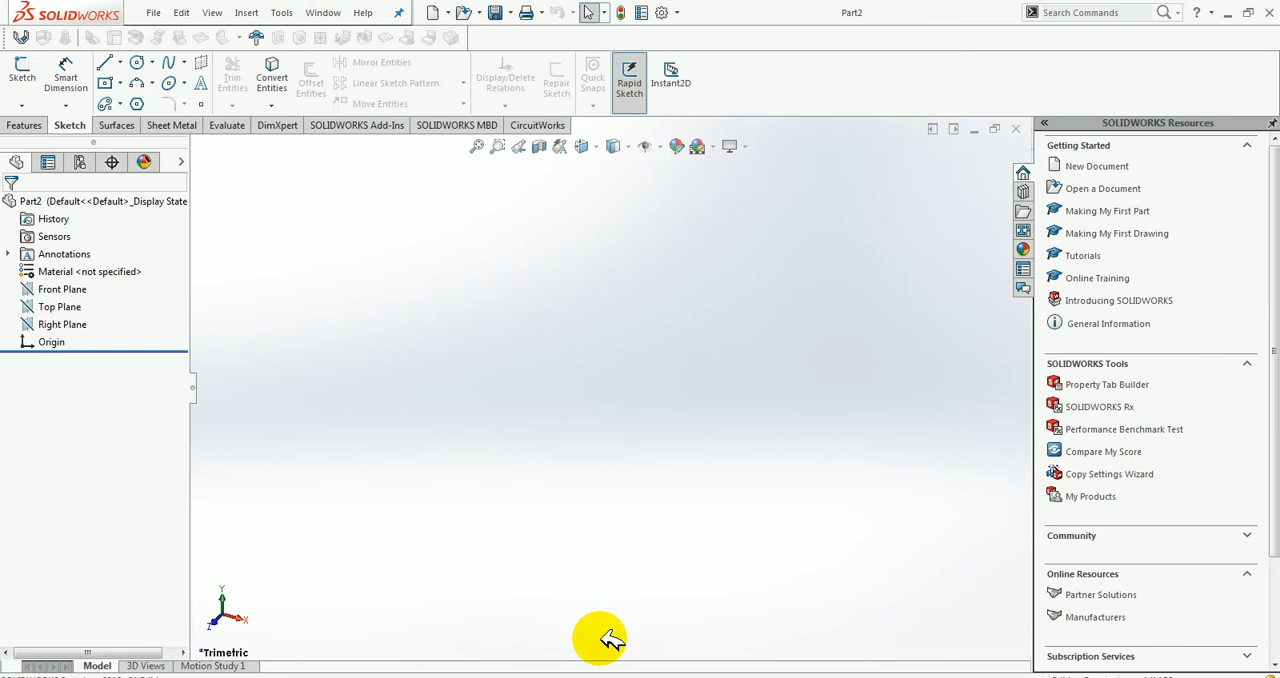 SOLIDWORKS File Edit View Insert Tools Window Help Part2 Search Commands ?
Sketch Smart Dimension Trim Entities Convert Entities Offset Entities Mirror Entities Linear Sketch Pattern Move Entities Display/Delete Relations Repair Sketch Quick Snaps Rapid Sketch Instant2D
Features Sketch Surfaces Sheet Metal Evaluate DimXpert SOLIDWORKS Add-Ins SOLIDWORKS MBD CircuitWorks
Part2 (Default<<Default>_Display State
History
Sensors
Annotations
Material <not specified>
Front Plane
Top Plane
Right Plane
Origin
Y
X
Z
*Trimetric
Model 3D Views Motion Study 1
SOLIDWORKS Resources
Getting Started
New Document
Open a Document
Making My First Part
Making My First Drawing
Tutorials
Online Training
Introducing SOLIDWORKS
General Information
SOLIDWORKS Tools
Property Tab Builder
SOLIDWORKS Rx
Performance Benchmark Test
Compare My Score
Copy Settings Wizard
My Products
Community
Online Resources
Partner Solutions
Manufacturers
Subscription Services